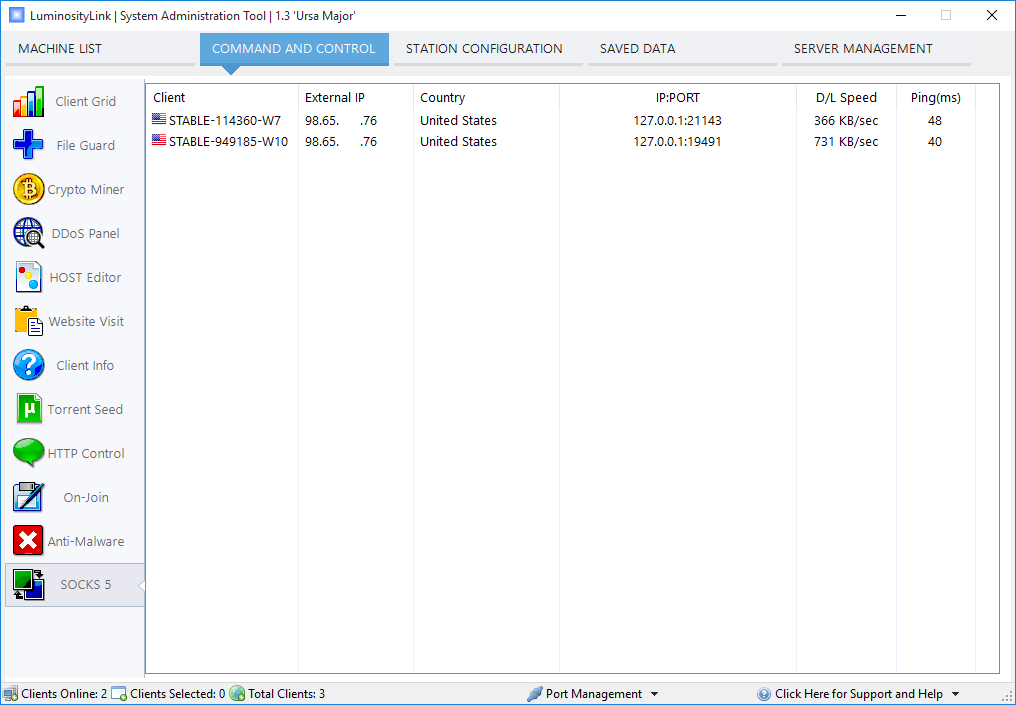 LuminosityLink | System Administration Tool | 1.3 'Ursa Major'
MACHINE LIST
COMMAND AND CONTROL
STATION CONFIGURATION
SAVED DATA
SERVER MANAGEMENT
Client Grid
File Guard
Crypto Miner
DDoS Panel
HOST Editor
Website Visit
Client Info
µ Torrent Seed
HTTP Control
On-Join
Anti-Malware
SOCKS 5
Client External IP Country IP:PORT D/L Speed Ping(ms)
STABLE-114360-W7 98.65. .76 United States 127.0.0.1:21143 366 KB/sec 48
STABLE-949185-W10 98.65. .76 United States 127.0.0.1:19491 731 KB/sec 40
Clients Online: 2 Clients Selected: 0 Total Clients: 3 Port Management Click Here for Support and Help